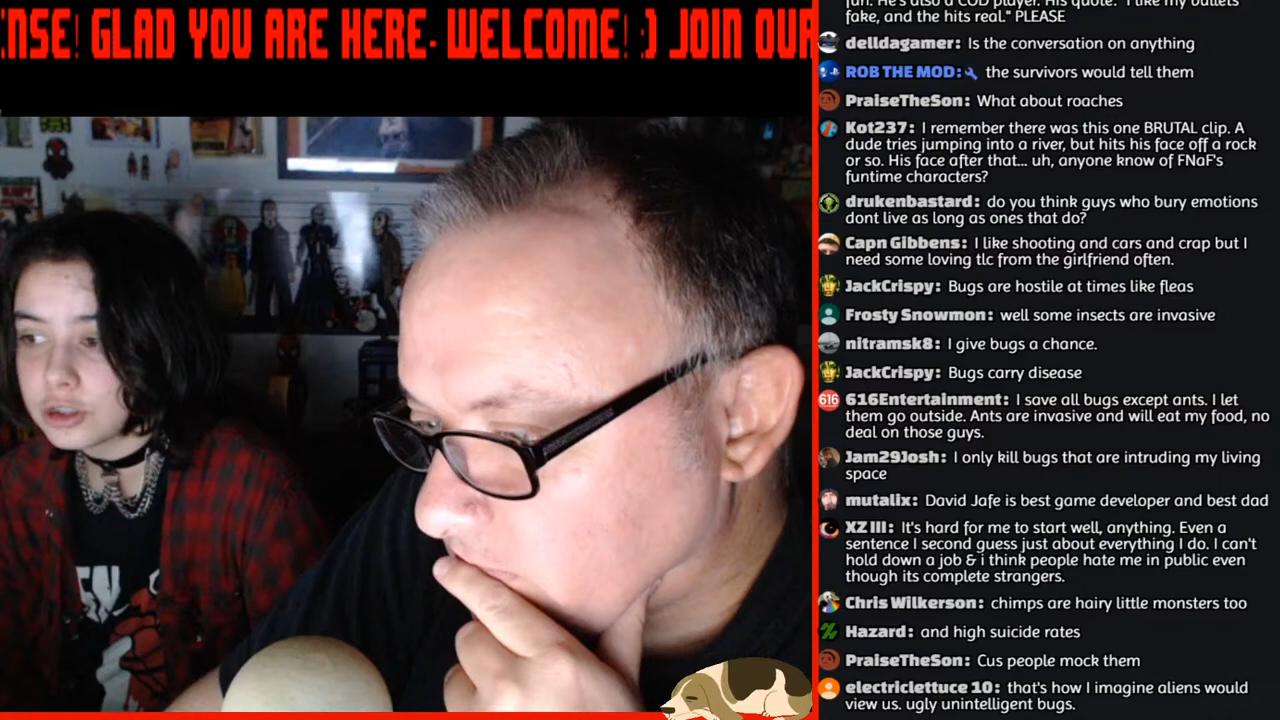 ENSE! GLAD YOU ARE HERE. WELCOME! :) JOIN OUR
fun. He's also a COD player. His quote: "I like my bullets
fake, and the hits real." PLEASE
delldagamer: Is the conversation on anything
ROB THE MOD: the survivors would tell them
PraiseTheSon: What about roaches
Kot237: I remember there was this one BRUTAL clip. A
dude tries jumping into a river, but hits his face off a rock
or so. His face after that... uh, anyone know of FNaF's
funtime characters?
drukenbastard: do you think guys who bury emotions
dont live as long as ones that do?
Capn Gibbens: I like shooting and cars and crap but I
need some loving tlc from the girlfriend often.
JackCrispy: Bugs are hostile at times like fleas
Frosty Snowmon: well some insects are invasive
nitramsk8: I give bugs a chance.
JackCrispy: Bugs carry disease
616 616Entertainment: I save all bugs except ants. I let
them go outside. Ants are invasive and will eat my food, no
deal on those guys.
Jam29Josh: I only kill bugs that are intruding my living
space
mutalix: David Jafe is best game developer and best dad
XZ III: It's hard for me to start well, anything. Even a
sentence I second guess just about everything I do. I can't
hold down a job & i think people hate me in public even
though its complete strangers.
Chris Wilkerson: chimps are hairy little monsters too
Hazard: and high suicide rates
PraiseTheSon: Cus people mock them
electriclettuce 10: that's how I imagine aliens would
view us. ugly unintelligent bugs.